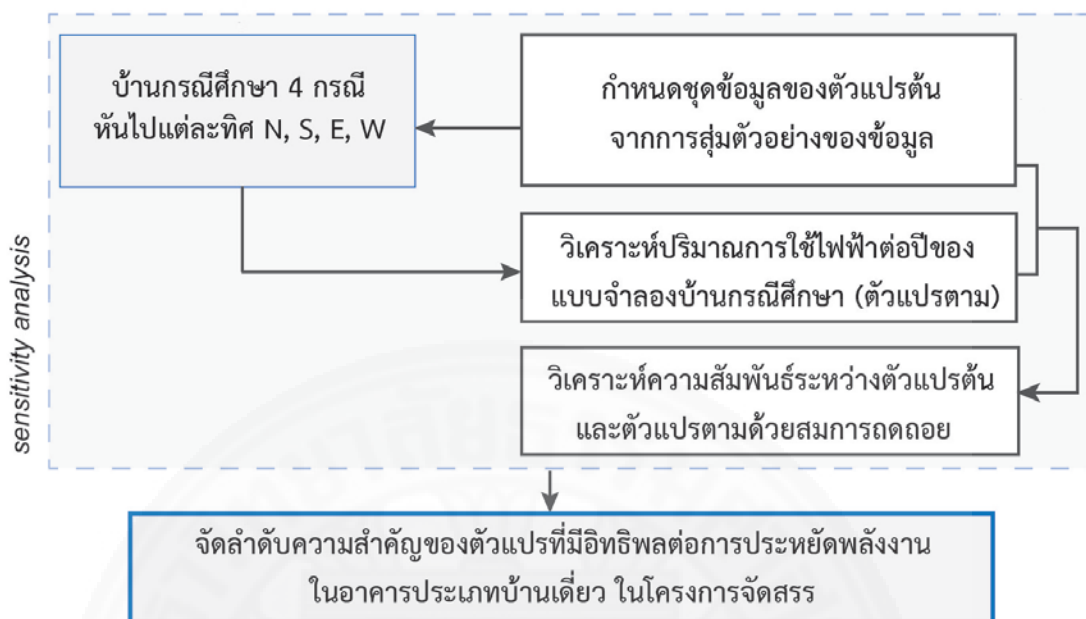 บ้านกรณีศึกษา 4 กรณี
หันไปแต่ละทิศ N, S, E, W
กำหนดชุดข้อมูลของตัวแปรต้น
จากการสุ่มตัวอย่างของข้อมูล
วิเคราะห์ปริมาณการใช้ไฟฟ้าต่อปีของ
แบบจำลองบ้านกรณีศึกษา (ตัวแปรตาม)
วิเคราะห์ความสัมพันธ์ระหว่างตัวแปรต้น
และตัวแปรตามด้วยสมการถดถอย
sensitivity analysis
จัดลำดับความสำคัญของตัวแปรที่มีอิทธิพลต่อการประหยัดพลังงาน
ในอาคารประเภทบ้านเดี่ยว ในโครงการจัดสรร